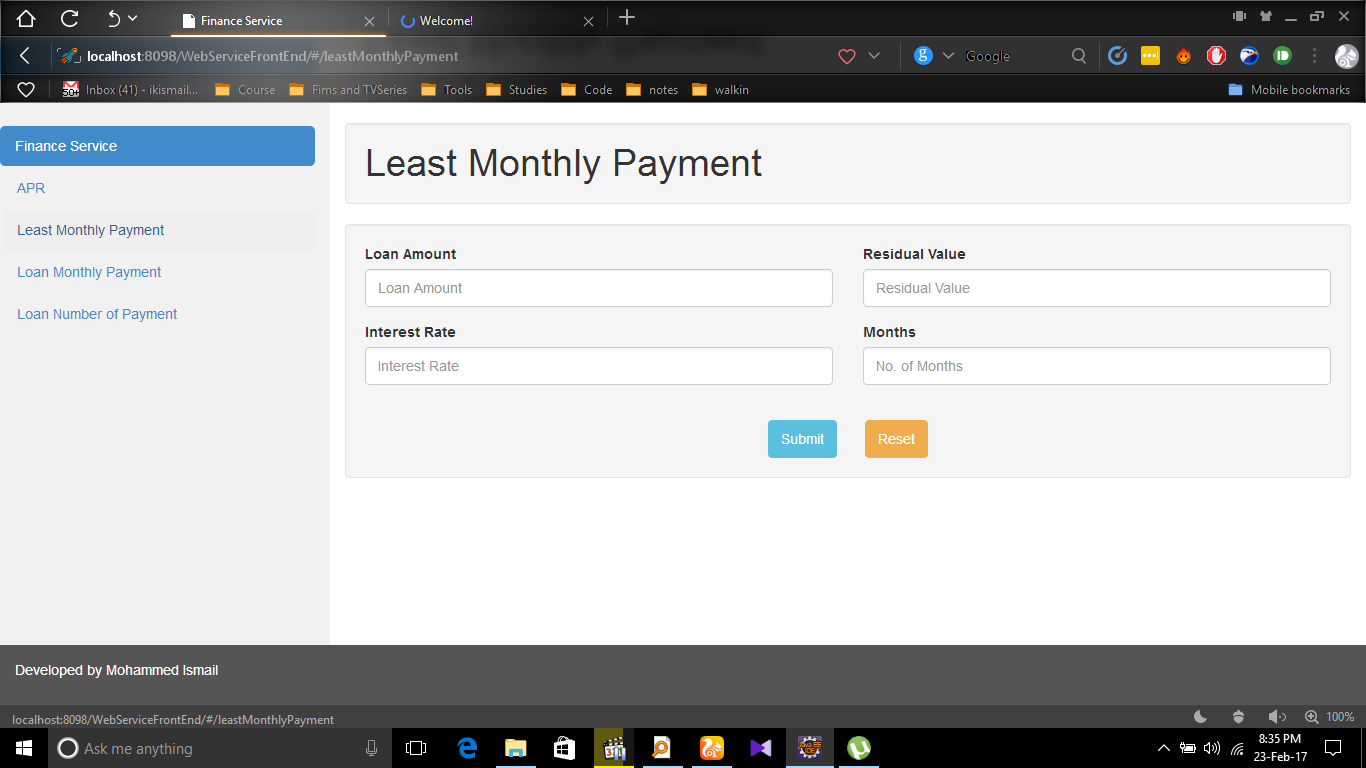 Finance Service
Welcome!
localhost:8098/WebServiceFrontEnd/#/leastMonthlyPayment
g
Google
50+
Inbox (41) - ikismail...
Course
Fims and TVSeries
Tools
Studies
Code
notes
walkin
Mobile bookmarks
Finance Service
APR
Least Monthly Payment
Loan Monthly Payment
Loan Number of Payment
Least Monthly Payment
Loan Amount
Residual Value
Loan Amount
Residual Value
Interest Rate
Months
Interest Rate
No. of Months
Submit
Reset
Developed by Mohammed Ismail
localhost:8098/WebServiceFrontEnd/#/leastMonthlyPayment
100%
Ask me anything
8:35 PM
23-Feb-17